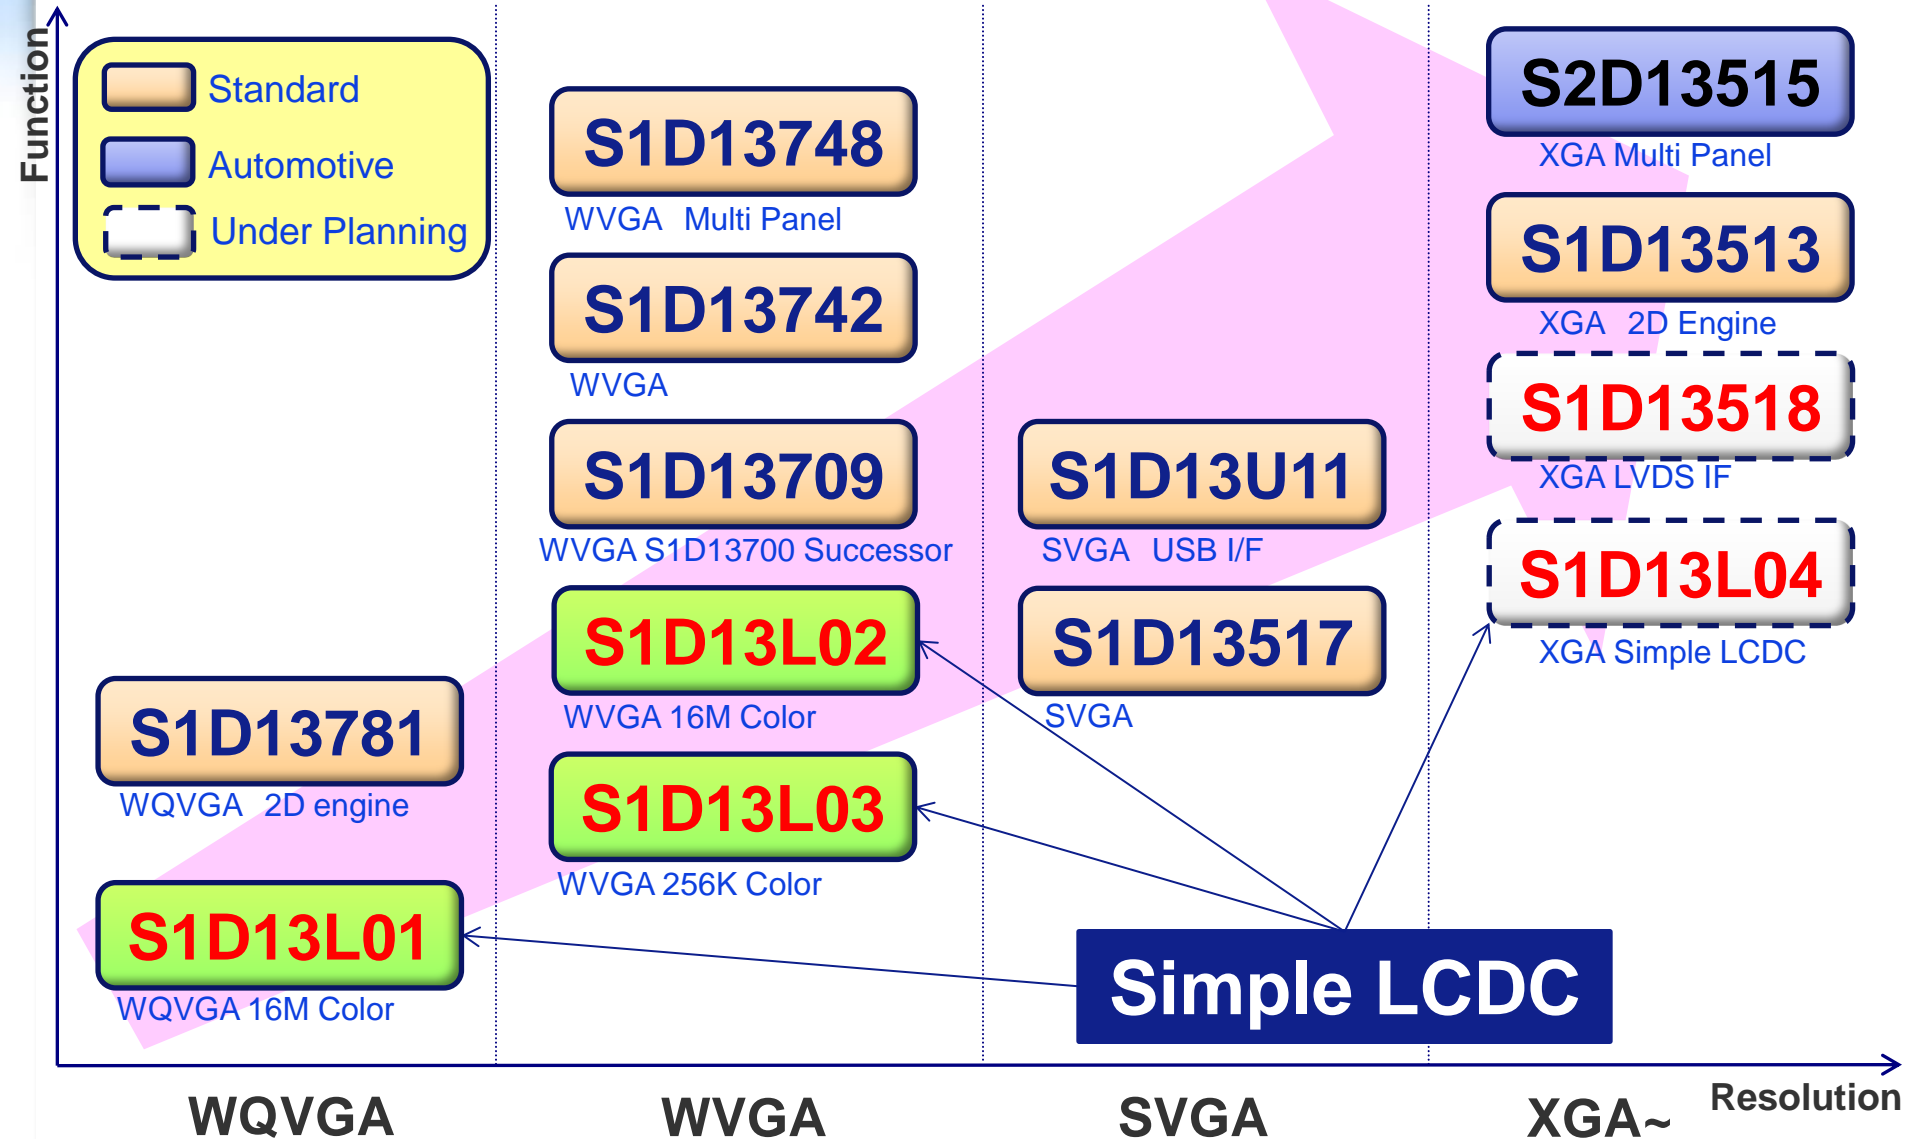 Function
Standard
Automotive
Under Planning
S1D13781
WQVGA 2D engine
S1D13L01
WQVGA 16M Color
S1D13748
WVGA Multi Panel
S1D13742
WVGA
S1D13709
WVGA S1D13700 Successor
S1D13L02
WVGA 16M Color
S1D13L03
WVGA 256K Color
S1D13U11
SVGA USB I/F
S1D13517
SVGA
S2D13515
XGA Multi Panel
S1D13513
XGA 2D Engine
S1D13518
XGA LVDS IF
S1D13L04
XGA Simple LCDC
Simple LCDC
WQVGA
WVGA
SVGA
XGA~
Resolution